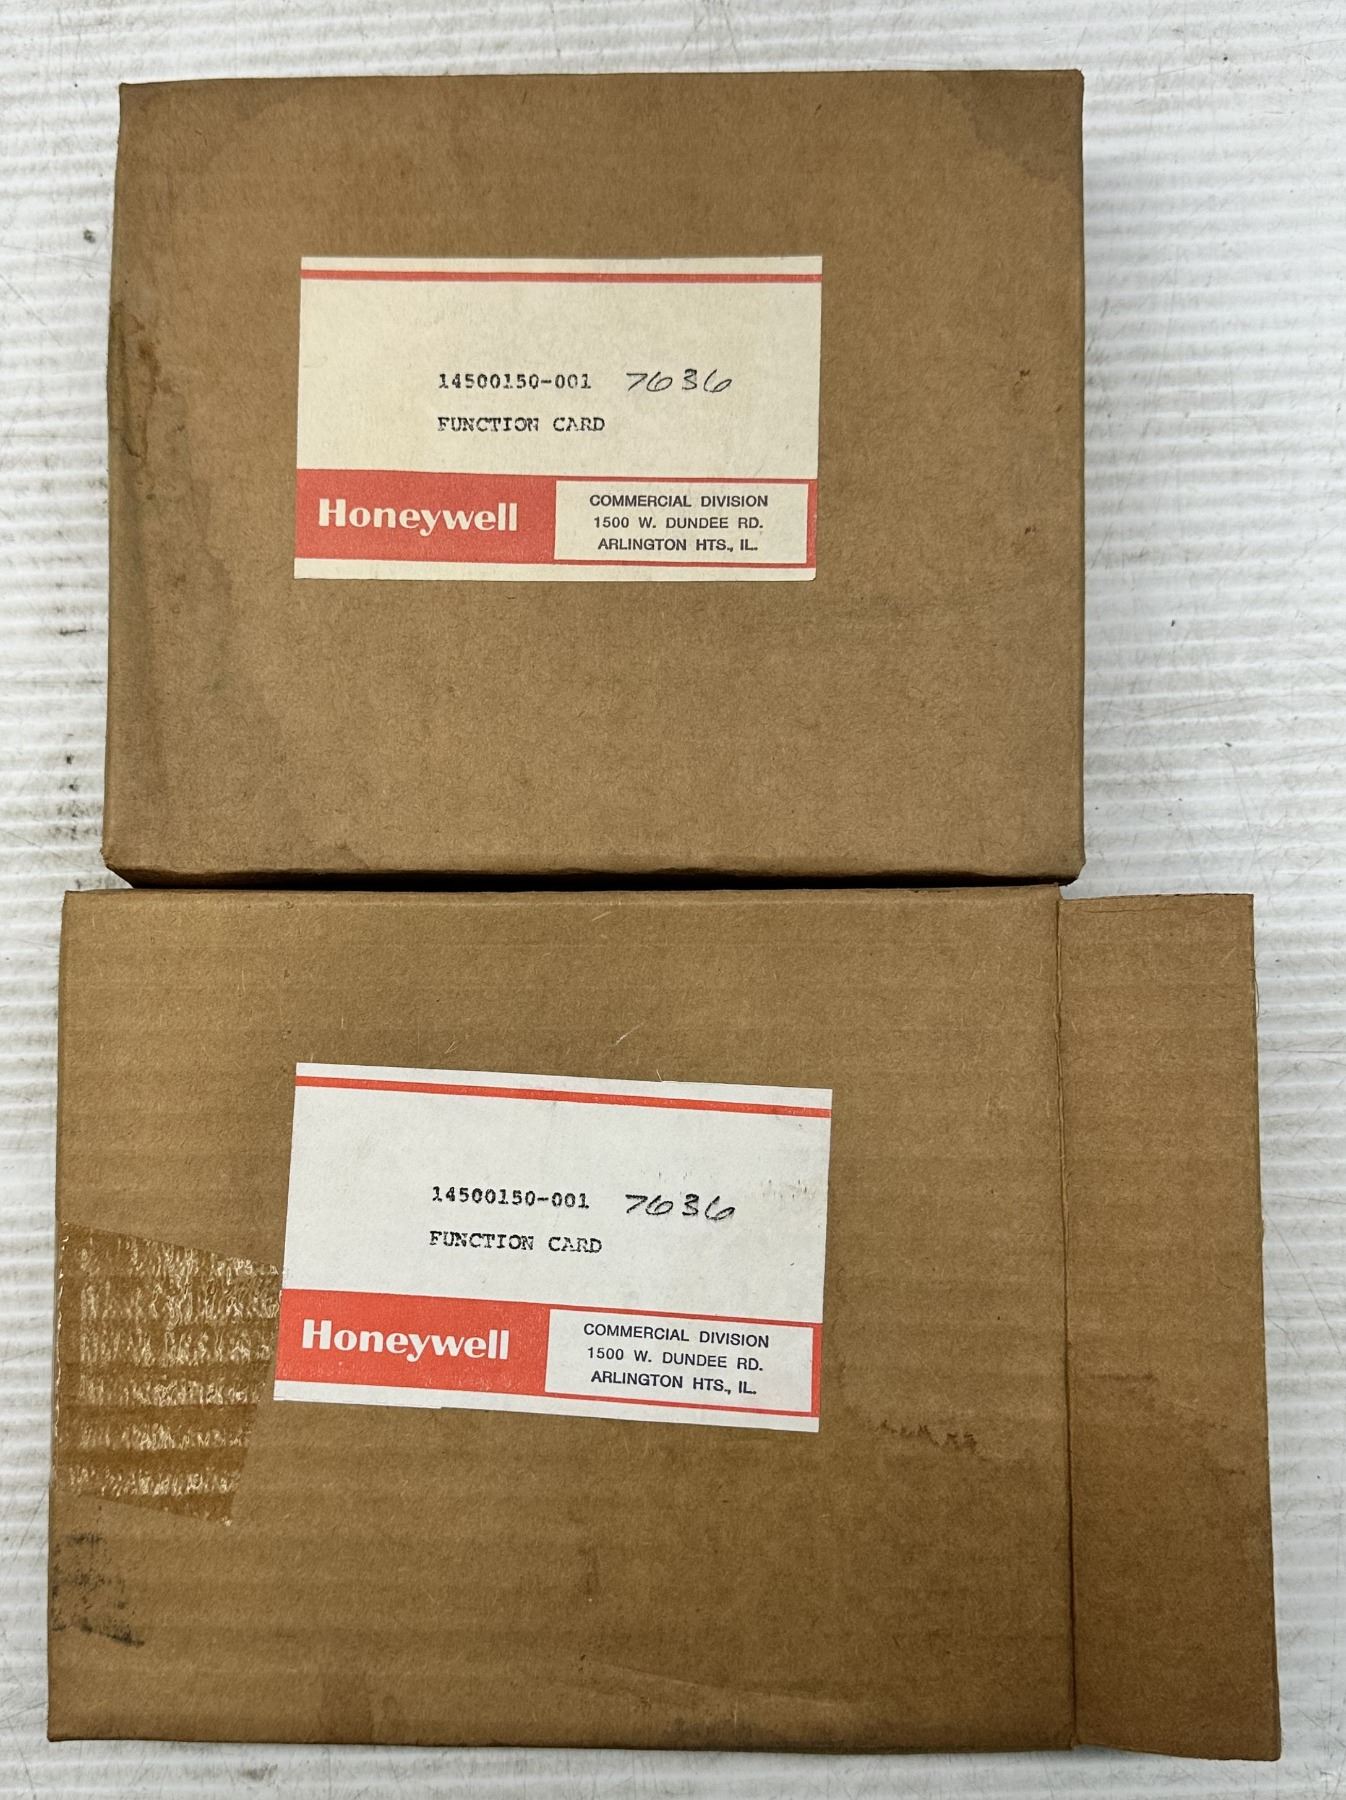 14500150-001 7636
FUNCTION CARD
Honeywell
COMMERCIAL DIVISION
1500 W. DUNDEE RD.
ARLINGTON HTS., IL.
14500150-001 7636
FUNCTION CARD
Honeywell
COMMERCIAL DIVISION
1500 W. DUNDEE RD.
ARLINGTON HTS., IL.